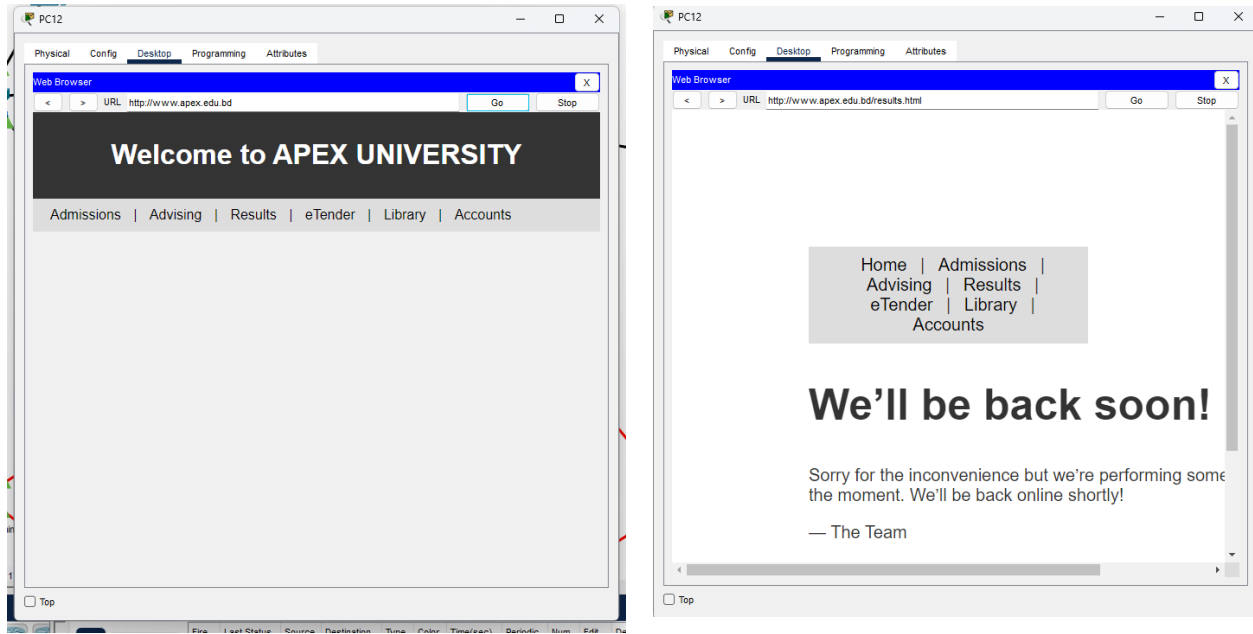 PC12
Physical Config Desktop Programming Attributes
Web Browser X
< > URL http://www.apex.edu.bd Go Stop
Welcome to APEX UNIVERSITY
Admissions | Advising | Results | eTender | Library | Accounts
Top
Fire Last Status Source Destination Type Color Time(sec) Periodic Num Edit
PC12
Physical Config Desktop Programming Attributes
Web Browser X
< > URL http://www.apex.edu.bd/results.html Go Stop
Home | Admissions |
Advising | Results |
eTender | Library |
Accounts
We’ll be back soon!
Sorry for the inconvenience but we’re performing some
the moment. We’ll be back online shortly!
— The Team
Top